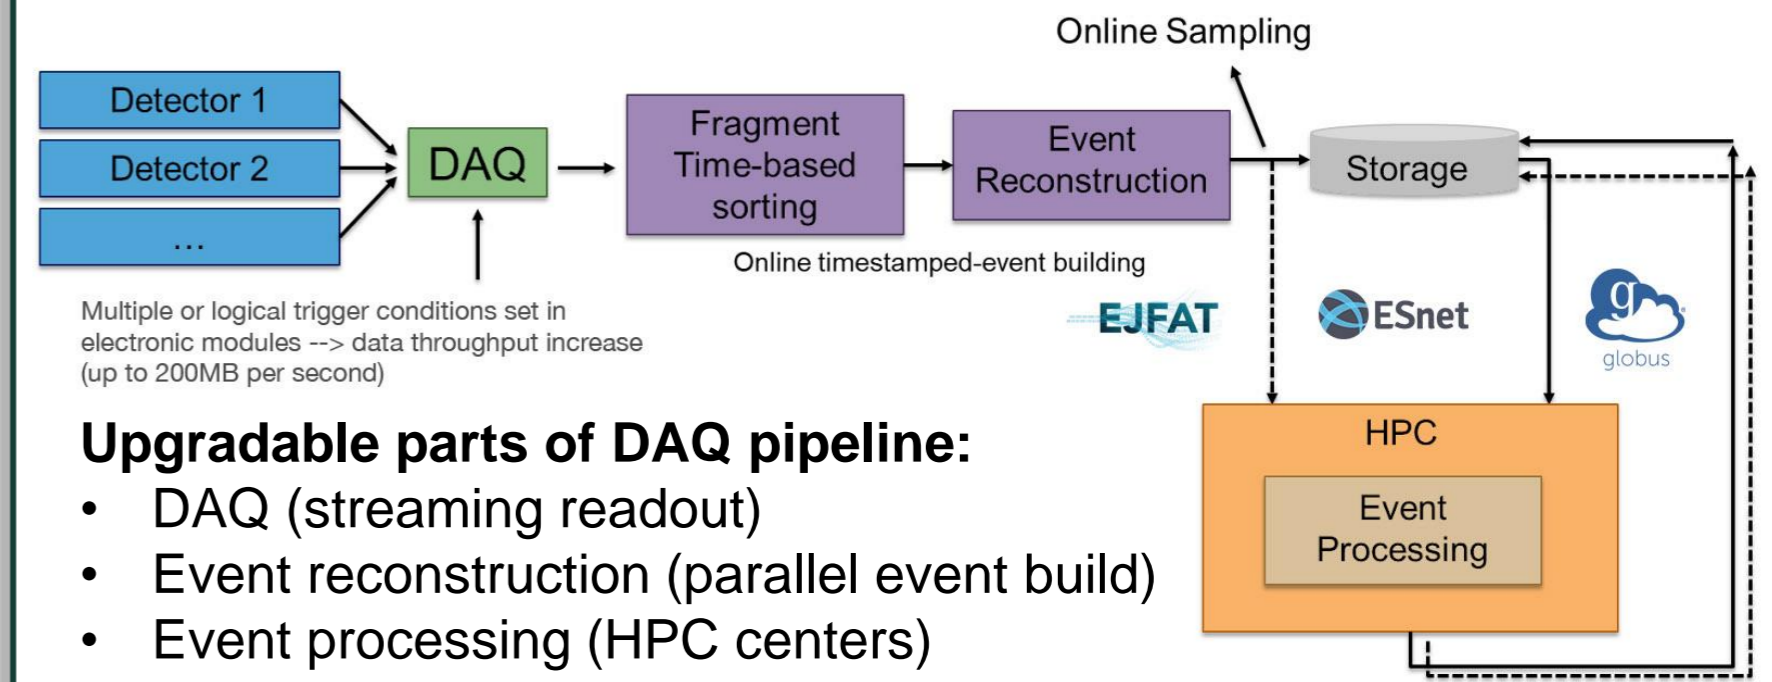 Online Sampling
Detector 1
Detector 2
...
DAQ
Fragment
Time-based
sorting
Event
Reconstruction
Storage
Online timestamped-event building
Multiple or logical trigger conditions set in
electronic modules --> data throughput increase
(up to 200MB per second)
EJFAT
ESnet
g
globus
HPC
Event
Processing
Upgradable parts of DAQ pipeline:
• DAQ (streaming readout)
• Event reconstruction (parallel event build)
• Event processing (HPC centers)